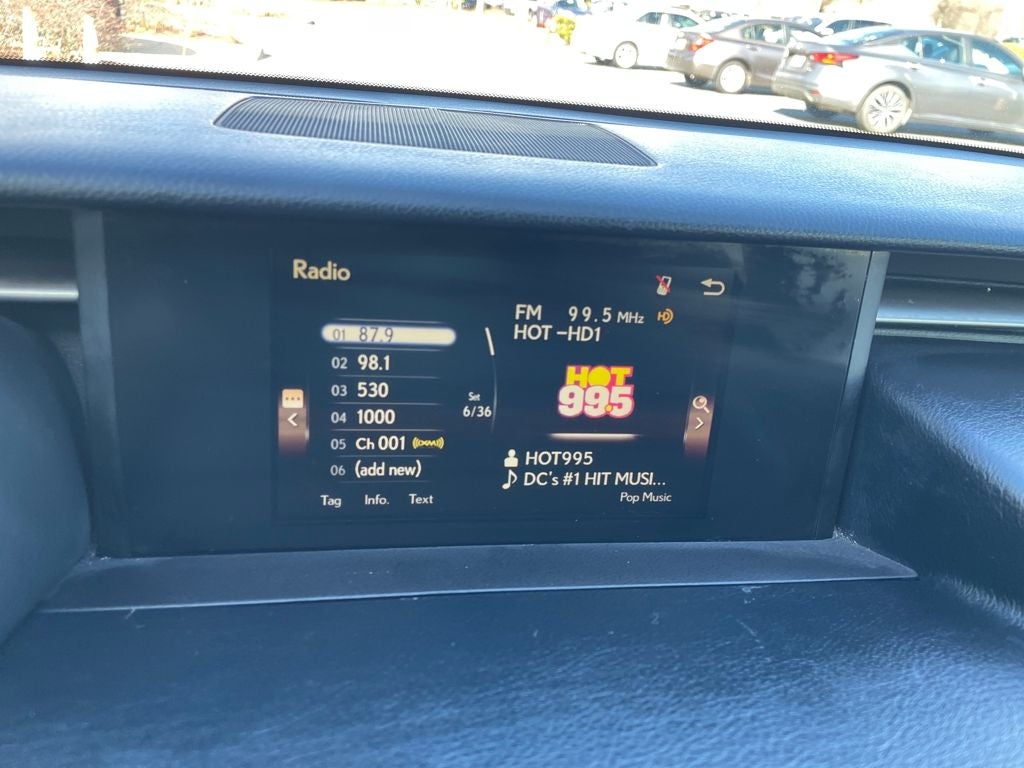 Radio
01 87.9
02 98.1
03 530
04 1000
05 Ch 001 ((XM))
06 (add new)
Set
6/36
Tag Info. Text
FM 99.5 MHz HD
HOT -HD1
HOT
99.5
HOT995
DC's #1 HIT MUSI...
Pop Music